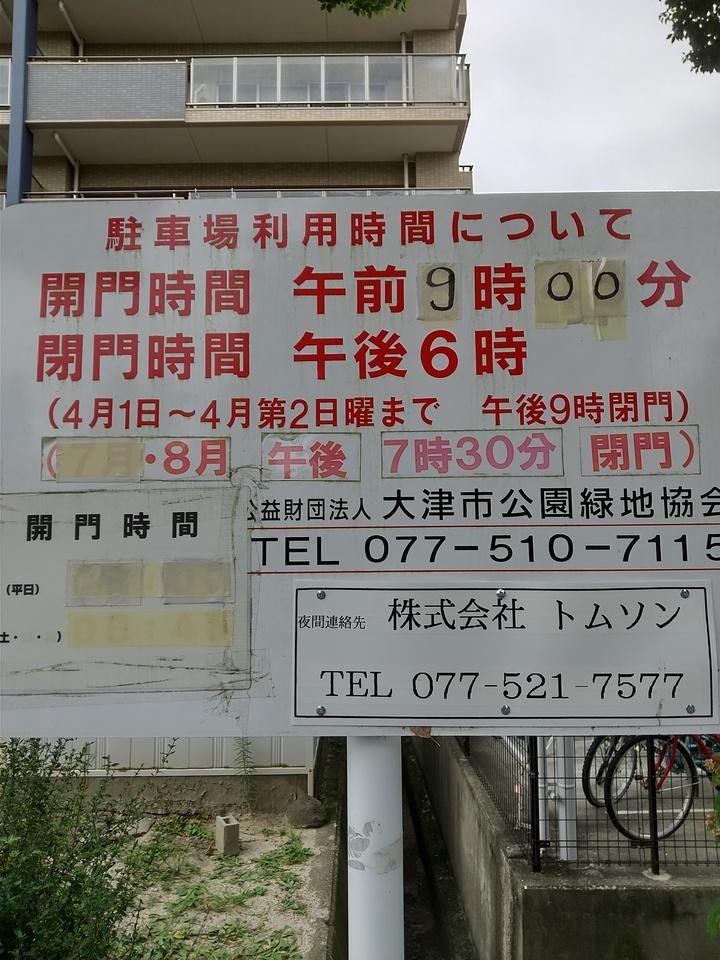 駐車場利用時間について
開門時間 午前9時00分
閉門時間 午後6時
(4月1日～4月第2日曜まで 午後9時閉門)
(7月・8月 午後 7時30分 閉門)
公益財団法人 大津市公園緑地協会
TEL 077-510-7115
開門時間
(平日)
土・ ・ )
夜間連絡先 株式会社 トムソン
TEL 077-521-7577